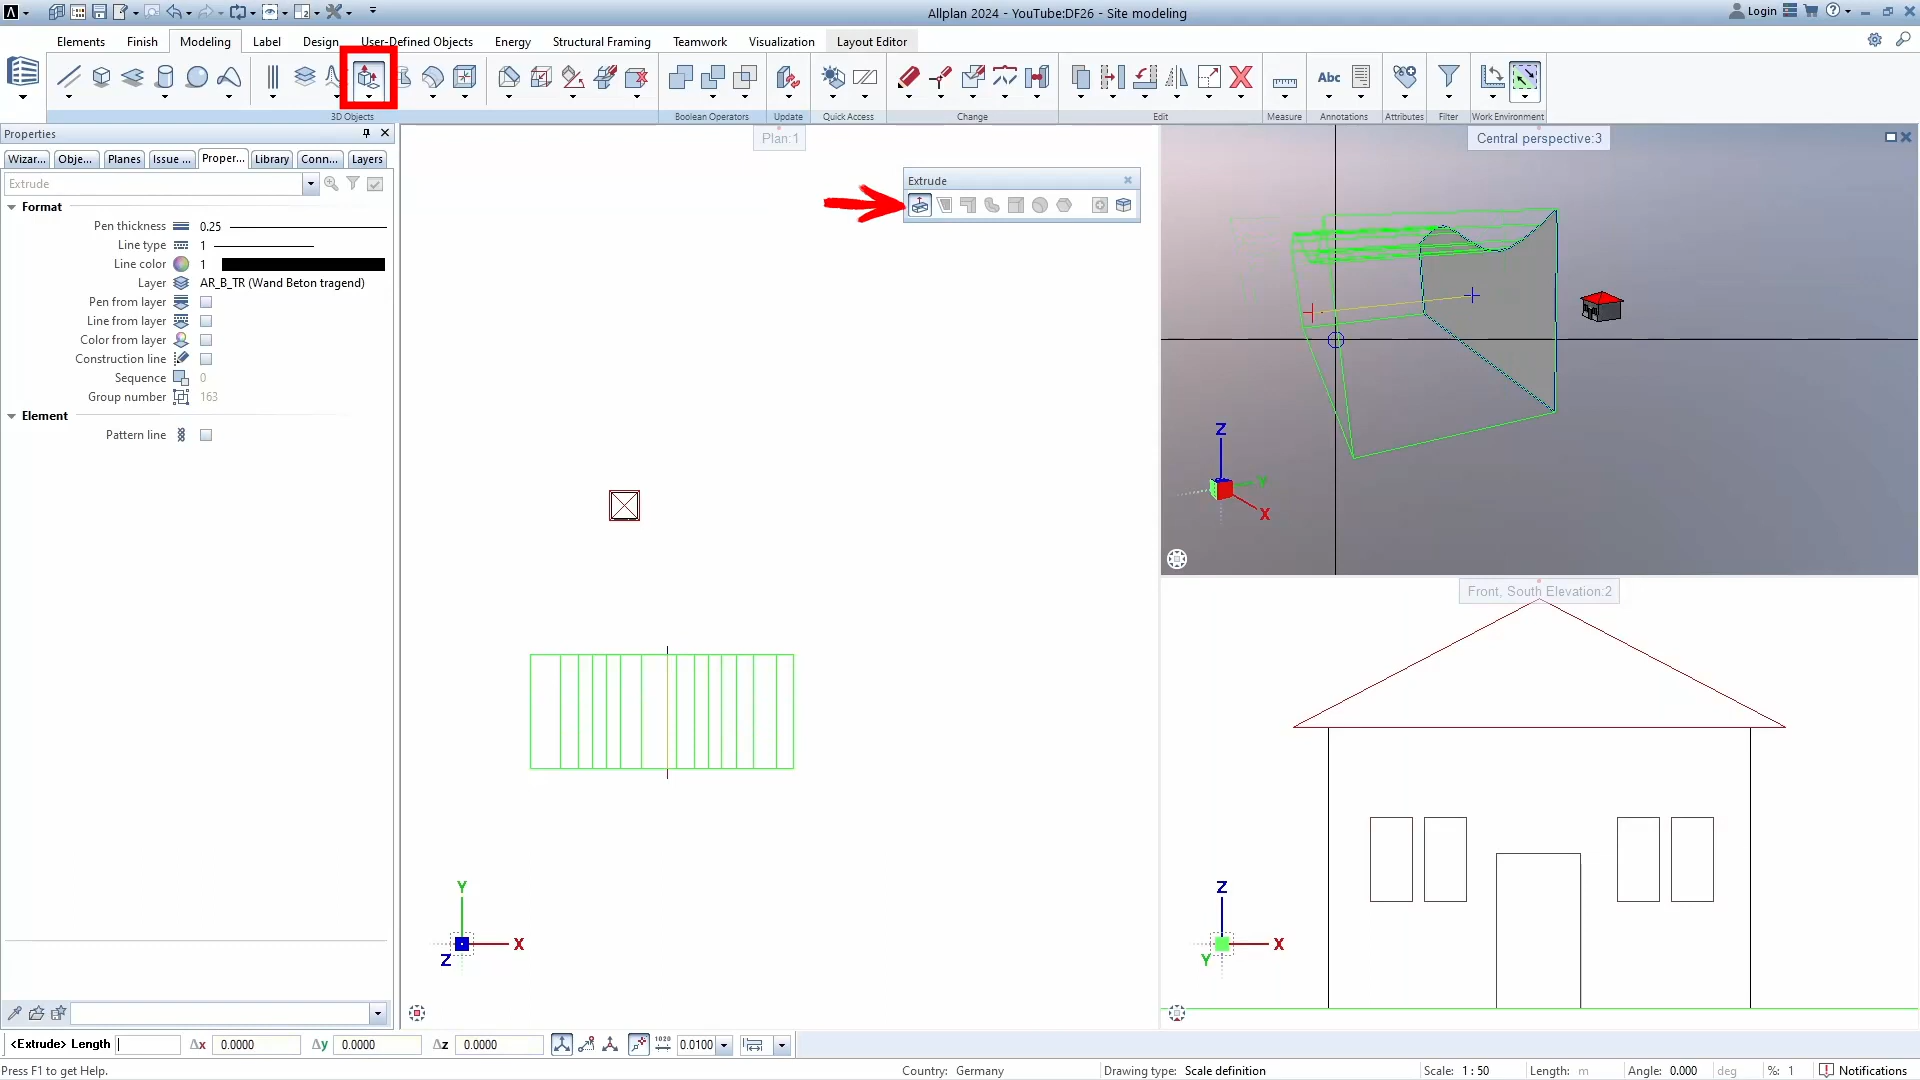 Allplan 2024 - YouTube:DF26 - Site modeling
Login
Elements
Finish
Modeling
Label
Design
User-Defined Objects
Energy
Structural Framing
Teamwork
Visualization
Layout Editor
Abc
3D Objects
Boolean Operators
Update
Quick Access
Change
Edit
Measure
Annotations
Attributes
Filter
Work Environment
Properties
Wizar...
Obje...
Planes
Issue ...
Proper...
Library
Conn...
Layers
Extrude
Format
Pen thickness 0.25
Line type 1
Line color 1
Layer AR_B_TR (Wand Beton tragend)
Pen from layer
Line from layer
Color from layer
Construction line
Sequence 0
Group number 163
Element
Pattern line
Plan:1
Extrude
Y
X
Z
Central perspective:3
Z
Y
X
Front, South Elevation:2
Z
X
Y
<Extrude> Length
Δx 0.0000
Δy 0.0000
Δz 0.0000
1020
0.0100
Press F1 to get Help.
Country: Germany
Drawing type: Scale definition
Scale: 1 : 50
Length: m
Angle: 0.000
deg
%: 1
Notifications